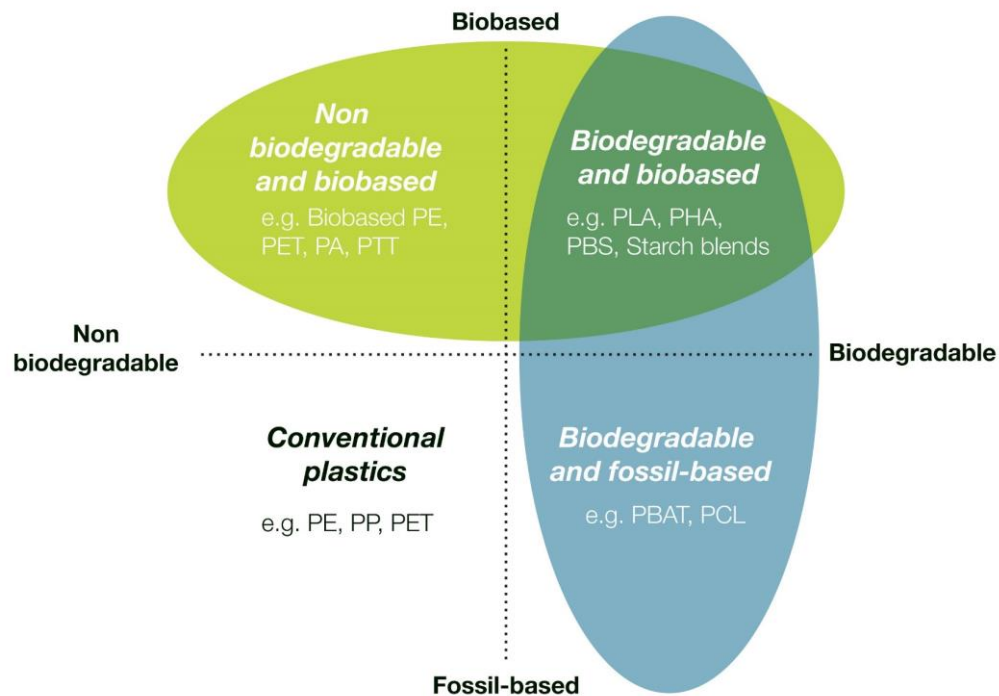 Biobased
Non
biodegradable
and biobased
e.g. Biobased PE,
PET, PA, PTT
Biodegradable
and biobased
e.g. PLA, PHA,
PBS, Starch blends
Non
biodegradable
Biodegradable
Conventional
plastics
e.g. PE, PP, PET
Biodegradable
and fossil-based
e.g. PBAT, PCL
Fossil-based